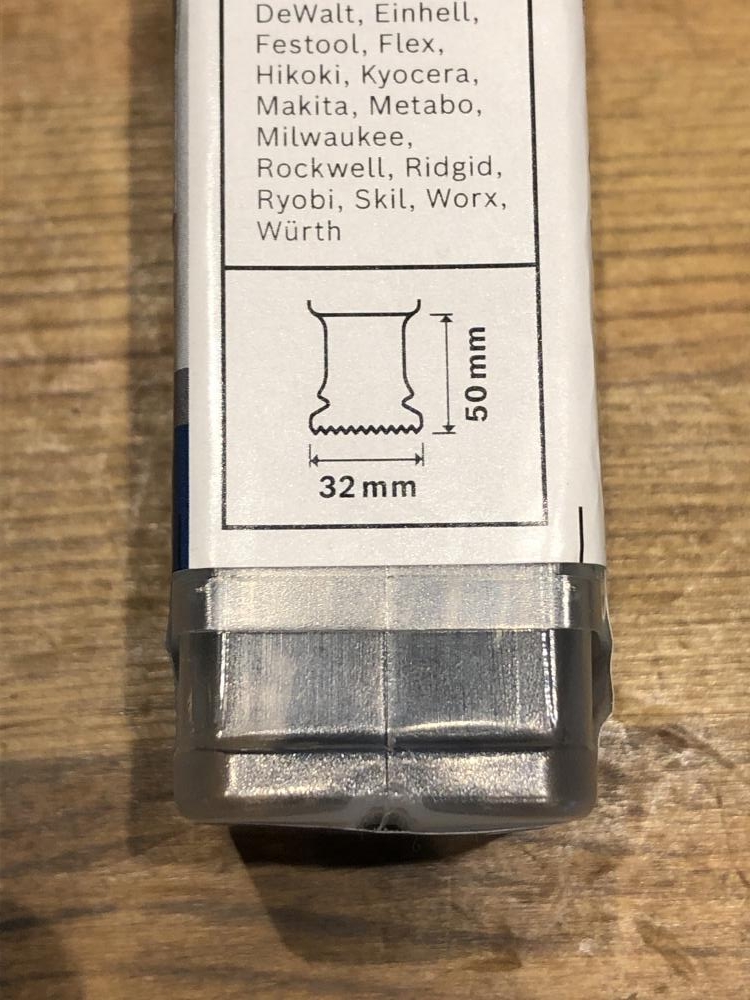 DeWalt, Einhell,
Festool, Flex,
Hikoki, Kyocera,
Makita, Metabo,
Milwaukee,
Rockwell, Ridgid,
Ryobi, Skil, Worx,
Würth
50 mm
32 mm